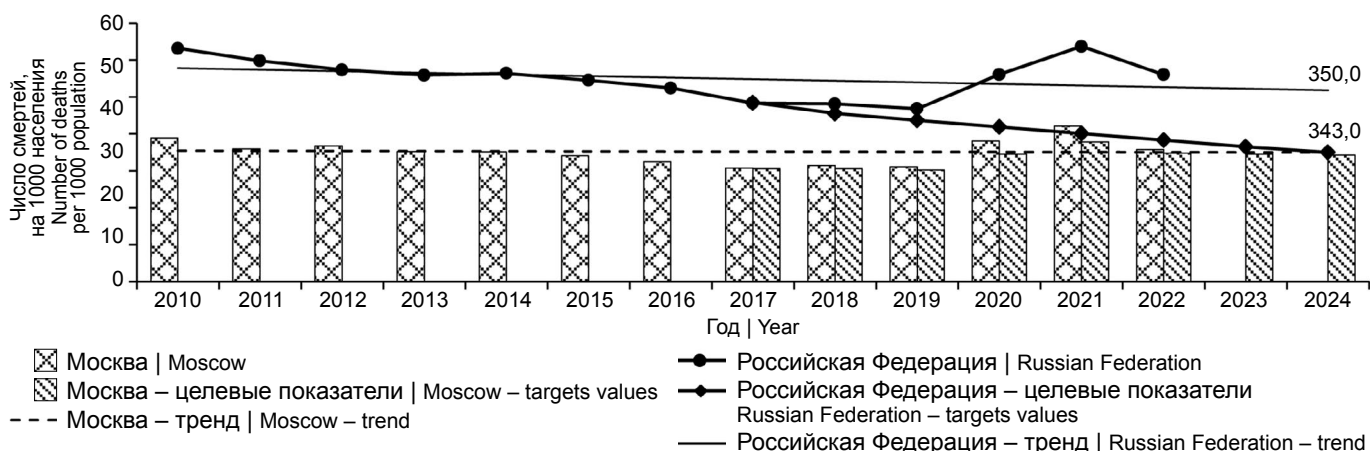 Число смертей,
на 1000 населения
Number of deaths
per 1000 population
60
50
40
30
20
10
0
350,0
343,0
2010 2011 2012 2013 2014 2015 2016 2017 2018 2019 2020 2021 2022 2023 2024
Год | Year
Москва | Moscow
Москва – целевые показатели | Moscow – targets values
Москва – тренд | Moscow – trend
Российская Федерация | Russian Federation
Российская Федерация – целевые показатели
Russian Federation – targets values
Российская Федерация – тренд | Russian Federation – trend